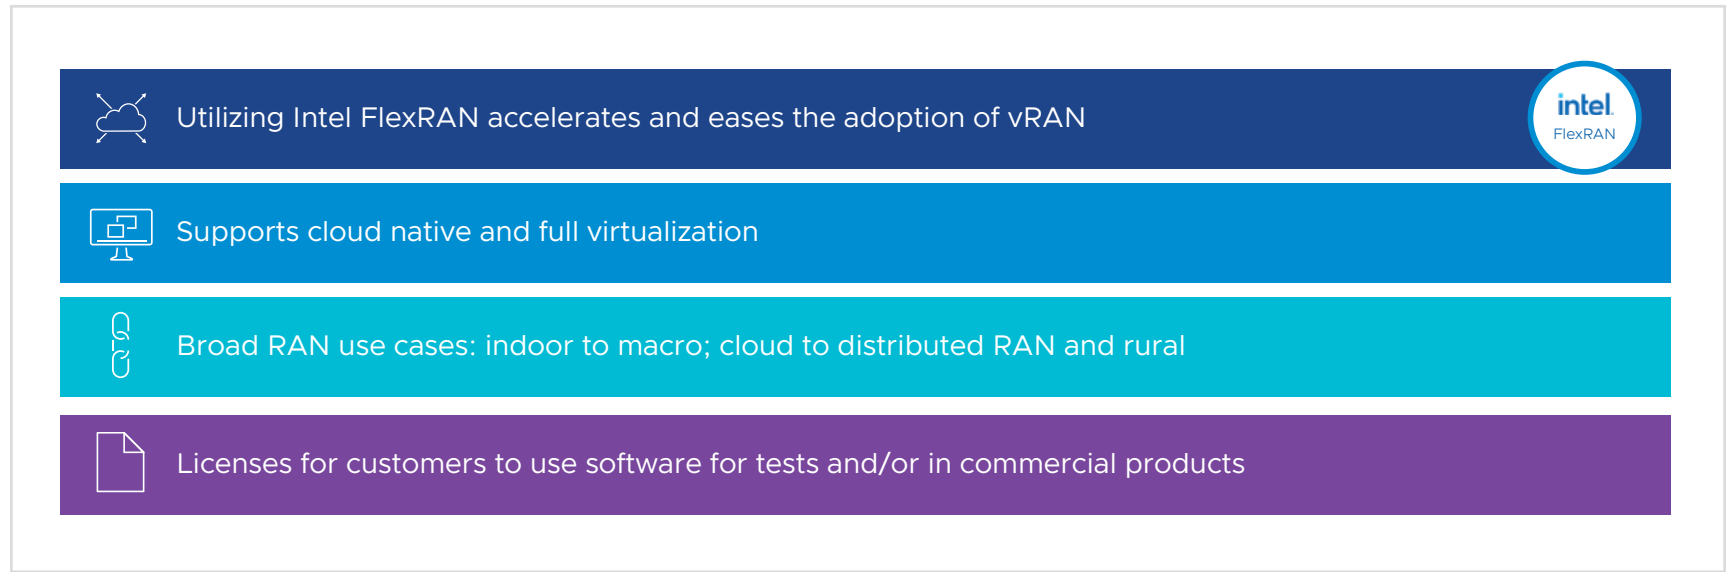 Utilizing Intel FlexRAN accelerates and eases the adoption of vRAN
intel.
FlexRAN
Supports cloud native and full virtualization
Broad RAN use cases: indoor to macro; cloud to distributed RAN and rural
Licenses for customers to use software for tests and/or in commercial products